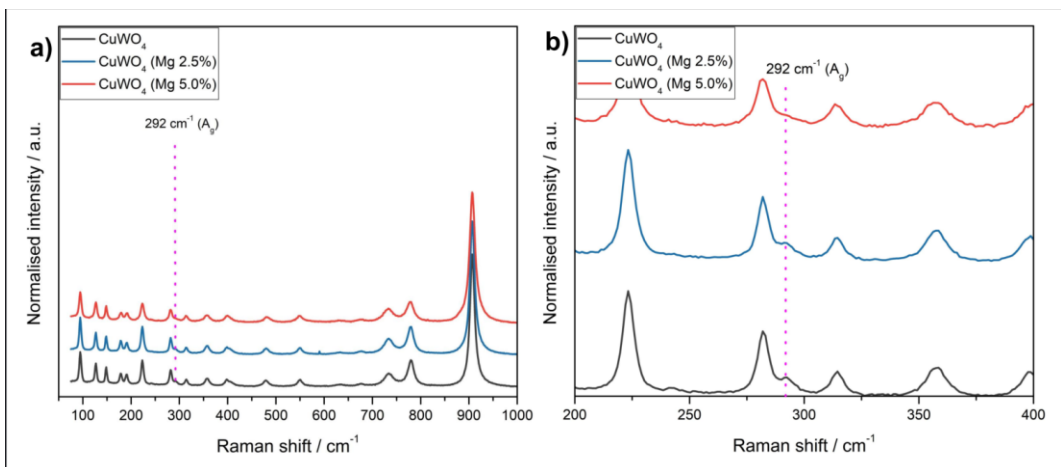 a)
CuWO₄
CuWO₄ (Mg 2.5%)
CuWO₄ (Mg 5.0%)
292 cm⁻¹ (A_g)
Normalised intensity / a.u.
100 200 300 400 500 600 700 800 900 1000
Raman shift / cm⁻¹
b)
CuWO₄
CuWO₄ (Mg 2.5%)
CuWO₄ (Mg 5.0%)
292 cm⁻¹ (A_g)
Normalised intensity / a.u.
200 250 300 350 400
Raman shift / cm⁻¹